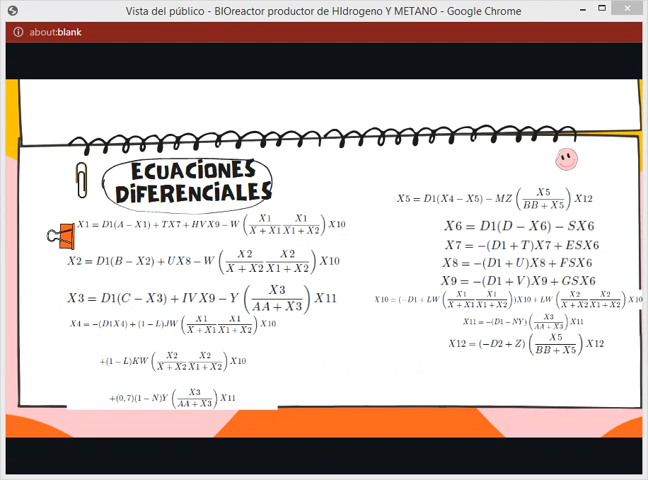 Vista del público - BIOreactor productor de HIdrogeno Y METANO - Google Chrome
about:blank
ECUACIONES
DIFERENCIALES
X1 = D1(A − X1) + TX7 + HVX9 − W (X1/(X + X1) X1/(X1 + X2)) X10
X2 = D1(B − X2) + UX8 − W (X2/(X + X2) X2/(X1 + X2)) X10
X3 = D1(C − X3) + IVX9 − Y (X3/(AA + X3)) X11
X4 = −(D1X4) + (1 − L)JW (X1/(X + X1) X1/(X1 + X2)) X10
+(1 − L)KW (X2/(X + X2) X2/(X1 + X2)) X10
+(0,7)(1 − N)Y (X3/(AA + X3)) X11
X5 = D1(X4 − X5) − MZ (X5/(BB + X5)) X12
X6 = D1(D − X6) − SX6
X7 = −(D1 + T)X7 + ESX6
X8 = −(D1 + U)X8 + FSX6
X9 = −(D1 + V)X9 + GSX6
X10 = (−D1 + LW (X1/(X + X1) X1/(X1 + X2)))X10 + LW (X2/(X + X2) X2/(X1 + X2)) X10
X11 = −(D1 − NY) (X3/(AA + X3)) X11
X12 = (−D2 + Z) (X5/(BB + X5)) X12